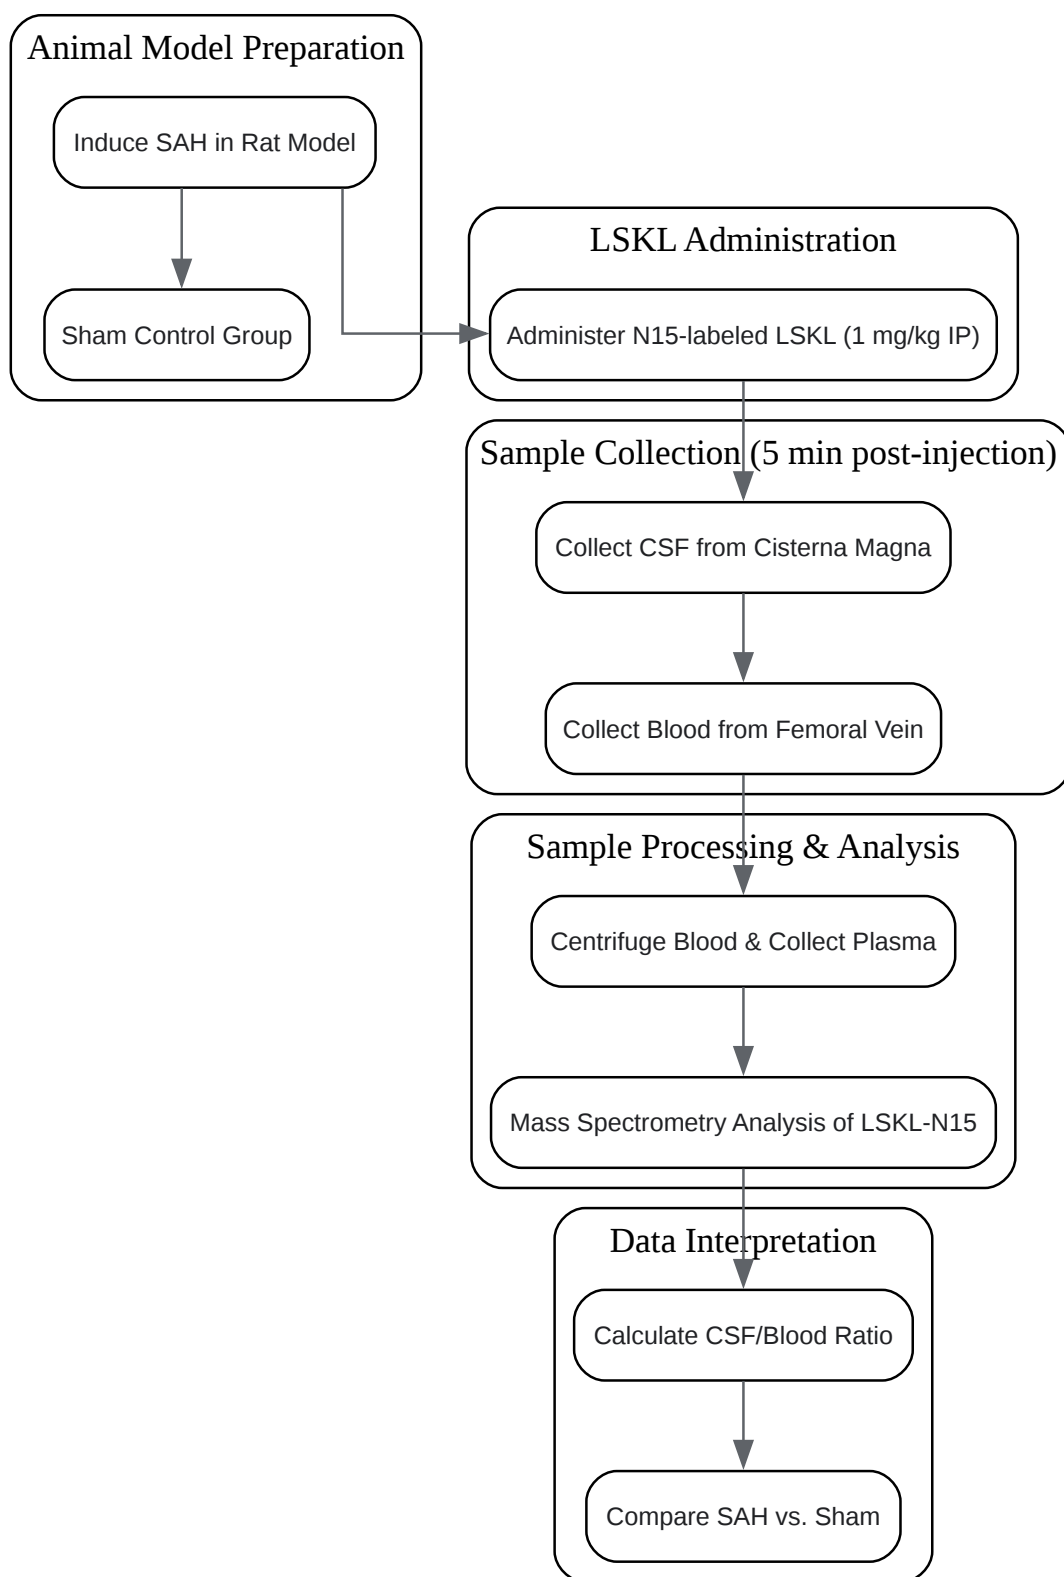 Animal Model Preparation
Induce SAH in Rat Model
Sham Control Group
LSKL Administration
Administer N15-labeled LSKL (1 mg/kg IP)
Sample Collection (5 min post-injection)
Collect CSF from Cisterna Magna
Collect Blood from Femoral Vein
Sample Processing & Analysis
Centrifuge Blood & Collect Plasma
Mass Spectrometry Analysis of LSKL-N15
Data Interpretation
Calculate CSF/Blood Ratio
Compare SAH vs. Sham